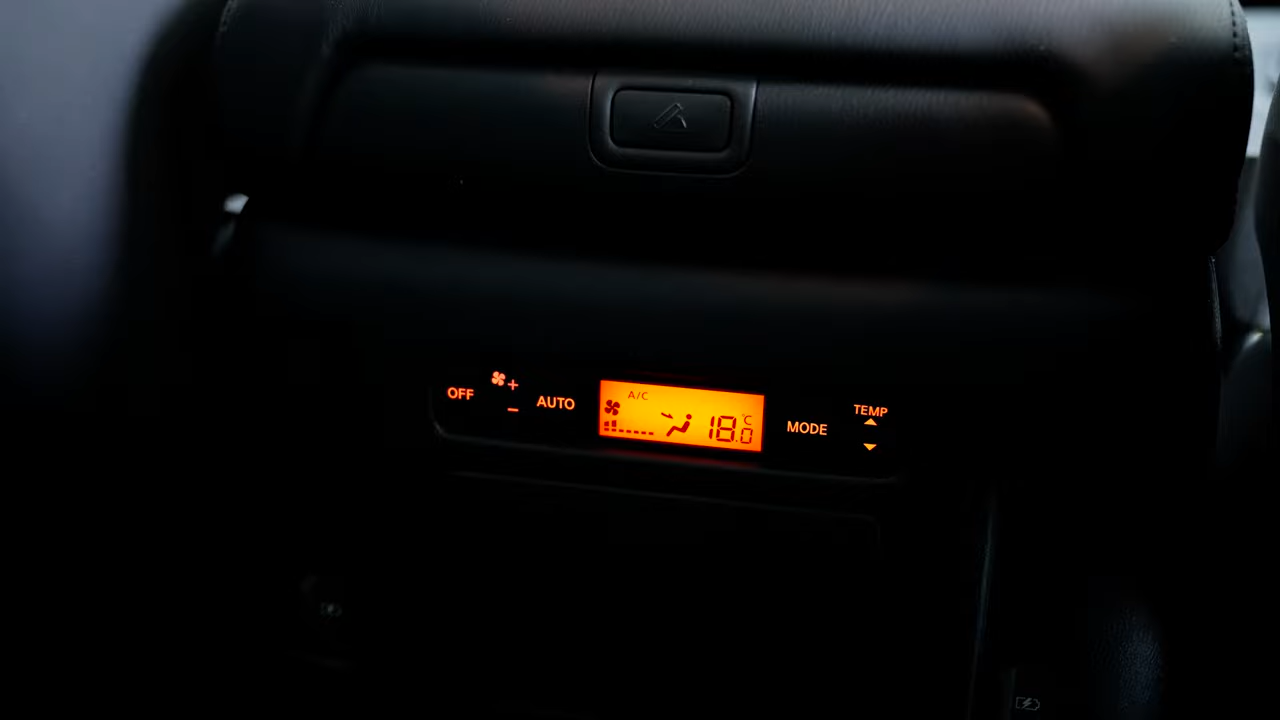 OFF
+
-
AUTO
A/C
18.0 °C
MODE
TEMP